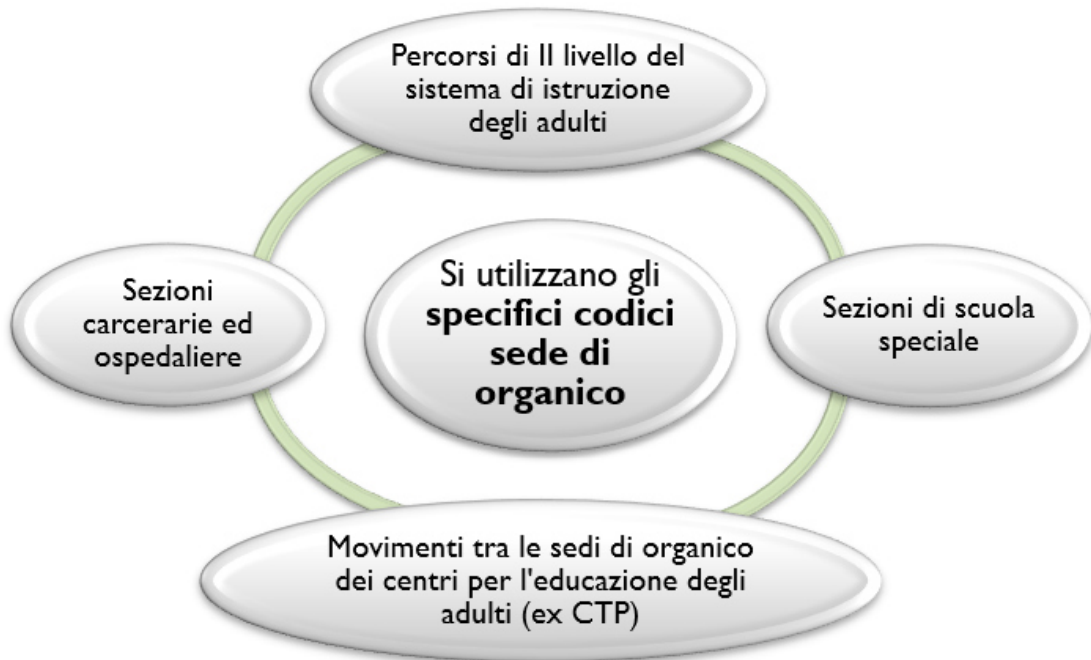 Percorsi di II livello del
sistema di istruzione
degli adulti
Sezioni
carcerarie ed
ospedaliere
Si utilizzano gli
specifici codici
sede di
organico
Sezioni di scuola
speciale
Movimenti tra le sedi di organico
dei centri per l'educazione degli
adulti (ex CTP)